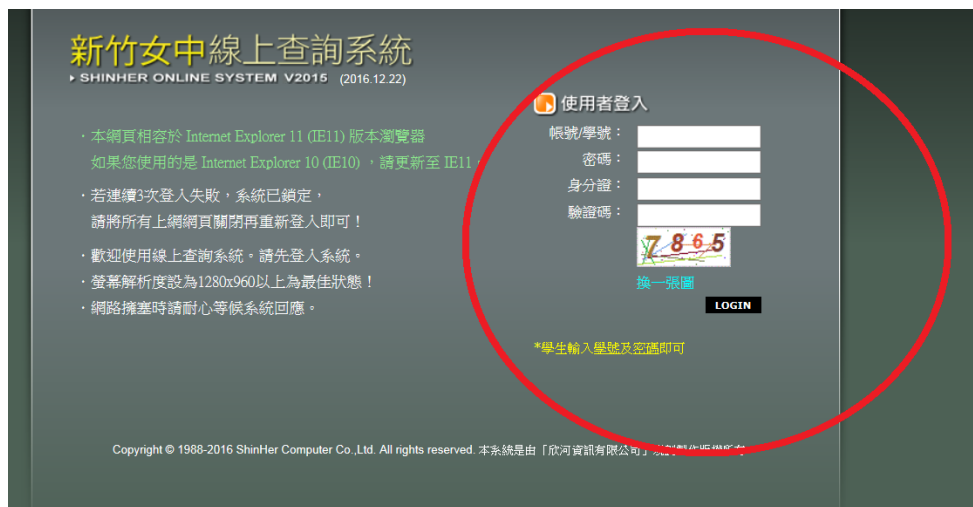 新竹女中線上查詢系統
SHINHER ONLINE SYSTEM V2015 (2016.12.22)
・本網頁相容於 Internet Explorer 11 (IE11) 版本瀏覽器
如果您使用的是 Internet Explorer 10 (IE10) ，請更新至 IE11。
・若連續3次登入失敗，系統已鎖定，
請將所有上網網頁關閉再重新登入即可！
・歡迎使用線上查詢系統。請先登入系統。
・螢幕解析度設為1280x960以上為最佳狀態！
・網路擁塞時請耐心等候系統回應。
使用者登入
帳號/學號：
密碼：
身分證：
驗證碼：
7865
換一張圖
LOGIN
*學生輸入學號及密碼即可
Copyright © 1988-2016 ShinHer Computer Co.,Ltd. All rights reserved. 本系統是由「欣河資訊有限公司」